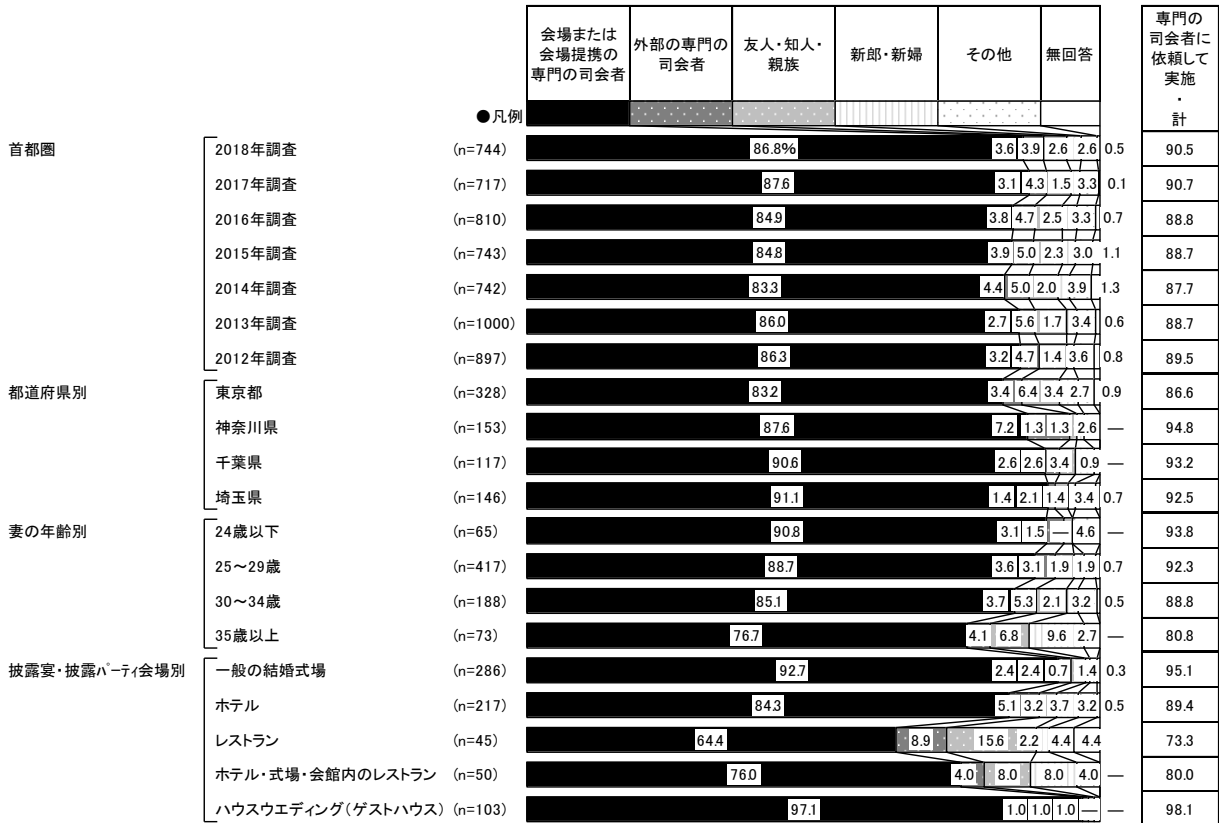 会場または
会場提携の
専門の司会者
外部の専門の
司会者
友人・知人・
親族
新郎・新婦
その他
無回答
専門の
司会者に
依頼して
実施
・
計
●凡例
首都圏 2018年調査 (n=744) 86.8% 3.6 3.9 2.6 2.6 0.5 90.5
2017年調査 (n=717) 87.6 3.1 4.3 1.5 3.3 0.1 90.7
2016年調査 (n=810) 84.9 3.8 4.7 2.5 3.3 0.7 88.8
2015年調査 (n=743) 84.8 3.9 5.0 2.3 3.0 1.1 88.7
2014年調査 (n=742) 83.3 4.4 5.0 2.0 3.9 1.3 87.7
2013年調査 (n=1000) 86.0 2.7 5.6 1.7 3.4 0.6 88.7
2012年調査 (n=897) 86.3 3.2 4.7 1.4 3.6 0.8 89.5
都道府県別 東京都 (n=328) 83.2 3.4 6.4 3.4 2.7 0.9 86.6
神奈川県 (n=153) 87.6 7.2 1.3 1.3 2.6 ― 94.8
千葉県 (n=117) 90.6 2.6 2.6 3.4 0.9 ― 93.2
埼玉県 (n=146) 91.1 1.4 2.1 1.4 3.4 0.7 92.5
妻の年齢別 24歳以下 (n=65) 90.8 3.1 1.5 ― 4.6 ― 93.8
25～29歳 (n=417) 88.7 3.6 3.1 1.9 1.9 0.7 92.3
30～34歳 (n=188) 85.1 3.7 5.3 2.1 3.2 0.5 88.8
35歳以上 (n=73) 76.7 4.1 6.8 9.6 2.7 ― 80.8
披露宴・披露ﾊﾟｰﾃｨ会場別 一般の結婚式場 (n=286) 92.7 2.4 2.4 0.7 1.4 0.3 95.1
ホテル (n=217) 84.3 5.1 3.2 3.7 3.2 0.5 89.4
レストラン (n=45) 64.4 8.9 15.6 2.2 4.4 4.4 73.3
ホテル・式場・会館内のレストラン (n=50) 76.0 4.0 8.0 8.0 4.0 ― 80.0
ハウスウエディング(ゲストハウス) (n=103) 97.1 1.0 1.0 1.0 ― ― 98.1